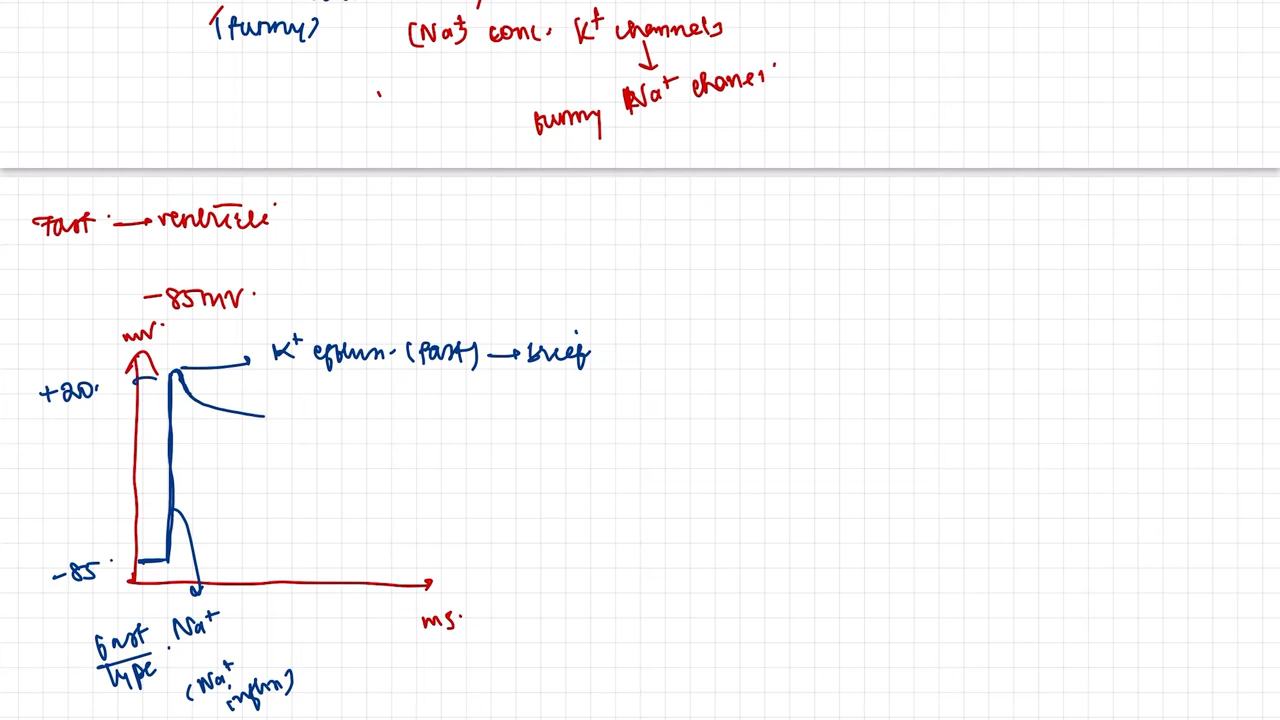 (funny)
(Na+) conc. K+ channels
funny Na+ channel
Fast → ventricle
-85mv.
mv.
K+ efflux. (fast) → brief
+20.
-85
ms.
fast type Na+
(Na+ influx)